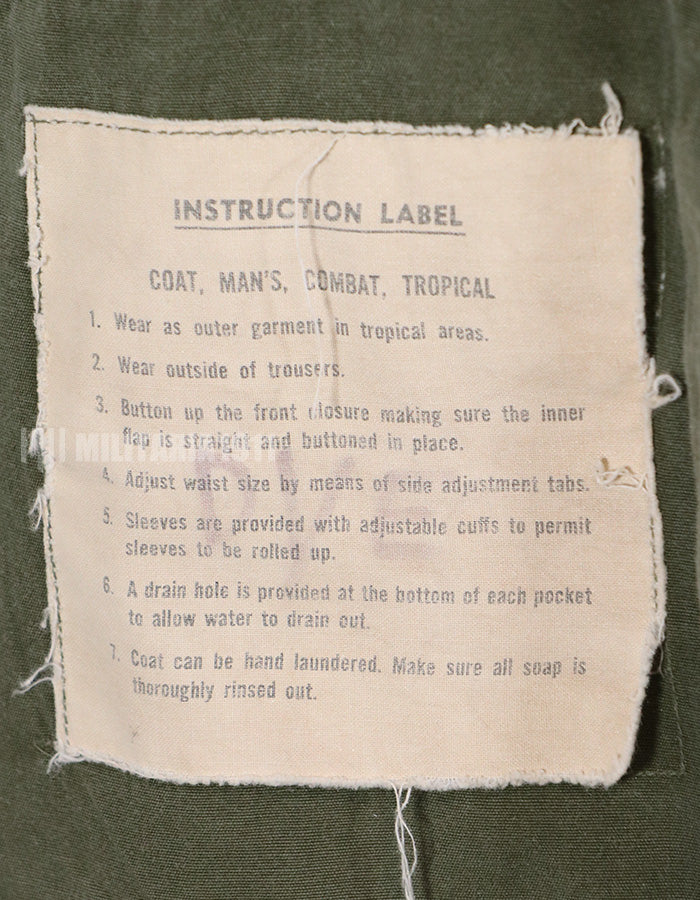 INSTRUCTION LABEL
COAT, MAN'S, COMBAT, TROPICAL
1. Wear as outer garment in tropical areas.
2. Wear outside of trousers.
3. Button up the front closure making sure the inner
flap is straight and buttoned in place.
4. Adjust waist size by means of side adjustment tabs.
5. Sleeves are provided with adjustable cuffs to permit
sleeves to be rolled up.
6. A drain hole is provided at the bottom of each pocket
to allow water to drain out.
7. Coat can be hand laundered. Make sure all soap is
thoroughly rinsed out.